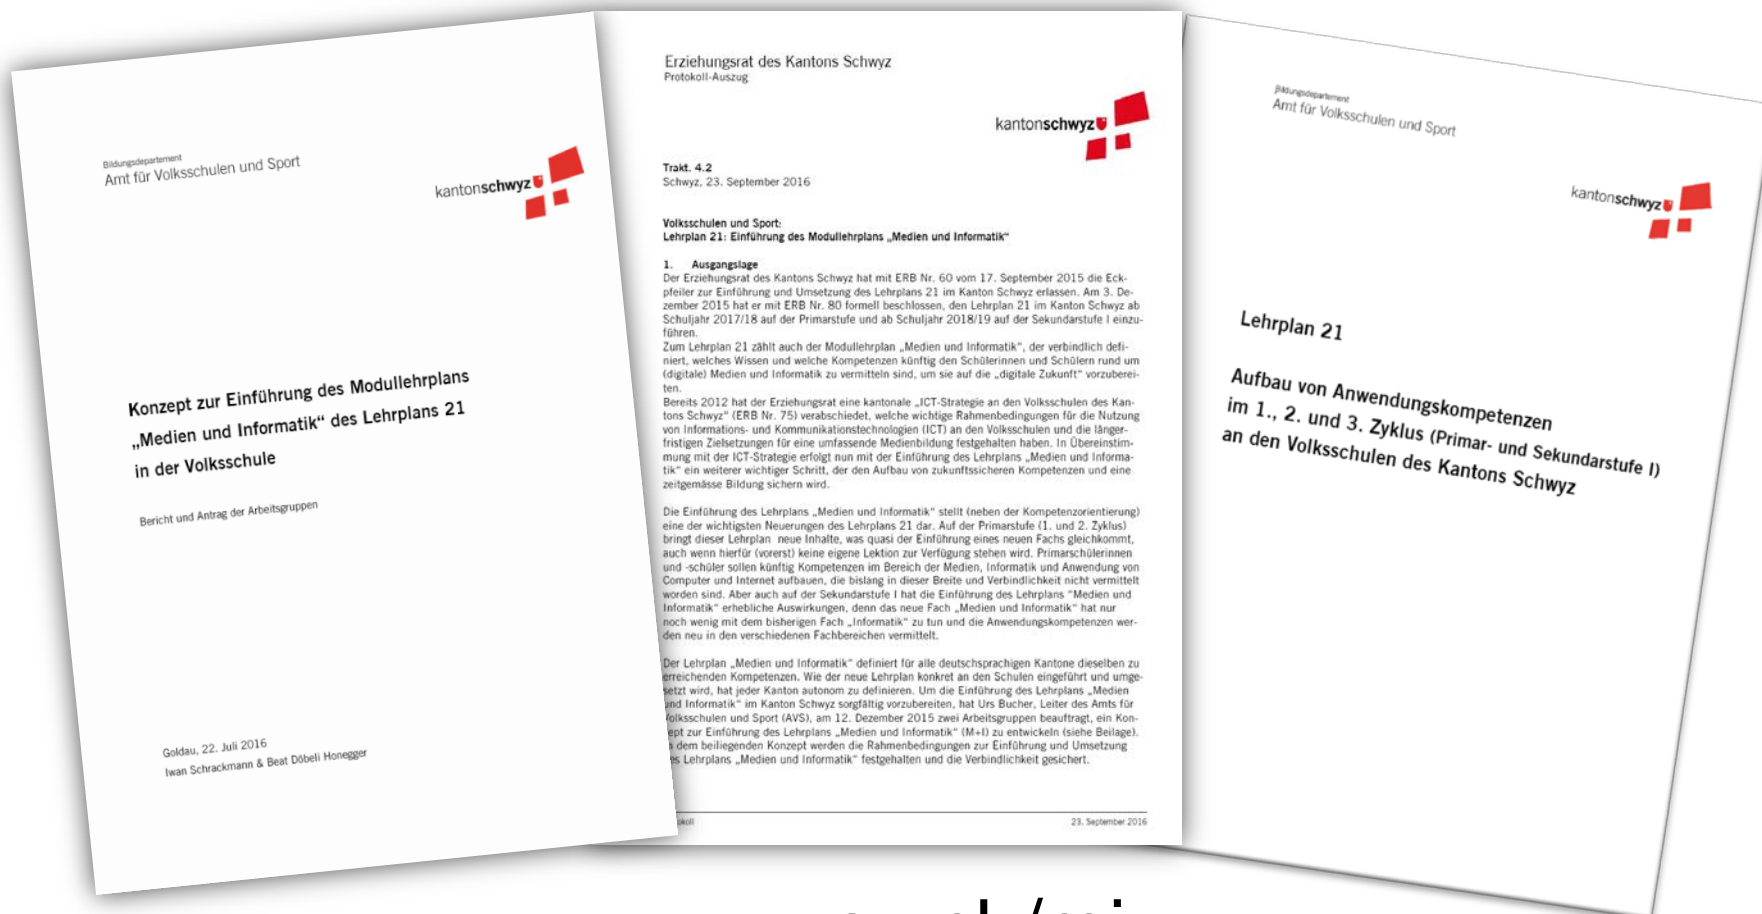 Bildungsdepartement
Amt für Volksschulen und Sport
kantonschwyz
Konzept zur Einführung des Modullehrplans
„Medien und Informatik“ des Lehrplans 21
in der Volksschule
Bericht und Antrag der Arbeitsgruppen
Goldau, 22. Juli 2016
Iwan Schrackmann & Beat Döbeli Honegger
Erziehungsrat des Kantons Schwyz
Protokoll-Auszug
kantonschwyz
Trakt. 4.2
Schwyz, 23. September 2016
Volksschulen und Sport:
Lehrplan 21: Einführung des Modullehrplans „Medien und Informatik“
1. Ausgangslage
Der Erziehungsrat des Kantons Schwyz hat mit ERB Nr. 60 vom 17. September 2015 die Eck-
pfeiler zur Einführung und Umsetzung des Lehrplans 21 im Kanton Schwyz erlassen. Am 3. De-
zember 2015 hat er mit ERB Nr. 80 formell beschlossen, den Lehrplan 21 im Kanton Schwyz ab
Schuljahr 2017/18 auf der Primarstufe und ab Schuljahr 2018/19 auf der Sekundarstufe I einzu-
führen.
Zum Lehrplan 21 zählt auch der Modullehrplan „Medien und Informatik“, der verbindlich defi-
niert, welches Wissen und welche Kompetenzen künftig den Schülerinnen und Schülern rund um
(digitale) Medien und Informatik zu vermitteln sind, um sie auf die „digitale Zukunft“ vorzuberei-
ten.
Bereits 2012 hat der Erziehungsrat eine kantonale „ICT-Strategie an den Volksschulen des Kan-
tons Schwyz“ (ERB Nr. 75) verabschiedet, welche wichtige Rahmenbedingungen für die Nutzung
von Informations- und Kommunikationstechnologien (ICT) an den Volksschulen und die länger-
fristigen Zielsetzungen für eine umfassende Medienbildung festgehalten haben. In Übereinstim-
mung mit der ICT-Strategie erfolgt nun mit der Einführung des Lehrplans „Medien und Informa-
tik“ ein weiterer wichtiger Schritt, der den Aufbau von zukunftssicheren Kompetenzen und eine
zeitgemässe Bildung sichern wird.
Die Einführung des Lehrplans „Medien und Informatik“ stellt (neben der Kompetenzorientierung)
eine der wichtigsten Neuerungen des Lehrplans 21 dar. Auf der Primarstufe (1. und 2. Zyklus)
bringt dieser Lehrplan neue Inhalte, was quasi der Einführung eines neuen Fachs gleichkommt,
auch wenn hierfür (vorerst) keine eigene Lektion zur Verfügung stehen wird. Primarschülerinnen
und -schüler sollen künftig Kompetenzen im Bereich der Medien, Informatik und Anwendung von
Computer und Internet aufbauen, die bislang in dieser Breite und Verbindlichkeit nicht vermittelt
worden sind. Aber auch auf der Sekundarstufe I hat die Einführung des Lehrplans “Medien und
Informatik“ erhebliche Auswirkungen, denn das neue Fach „Medien und Informatik“ hat nur
noch wenig mit dem bisherigen Fach „Informatik“ zu tun und die Anwendungskompetenzen wer-
den neu in den verschiedenen Fachbereichen vermittelt.
Der Lehrplan „Medien und Informatik“ definiert für alle deutschsprachigen Kantone dieselben zu
erreichenden Kompetenzen. Wie der neue Lehrplan konkret an den Schulen eingeführt und umge-
setzt wird, hat jeder Kanton autonom zu definieren. Um die Einführung des Lehrplans „Medien
und Informatik“ im Kanton Schwyz sorgfältig vorzubereiten, hat Urs Bucher, Leiter des Amts für
Volksschulen und Sport (AVS), am 12. Dezember 2015 zwei Arbeitsgruppen beauftragt, ein Kon-
zept zur Einführung des Lehrplans „Medien und Informatik“ (M+I) zu entwickeln (siehe Beilage).
dem beiliegenden Konzept werden die Rahmenbedingungen zur Einführung und Umsetzung
Lehrplans „Medien und Informatik“ festgehalten und die Verbindlichkeit gesichert.
23. September 2016
Bildungsdepartement
Amt für Volksschulen und Sport
kantonschwyz
Lehrplan 21
Aufbau von Anwendungskompetenzen
im 1., 2. und 3. Zyklus (Primar- und Sekundarstufe I)
an den Volksschulen des Kantons Schwyz